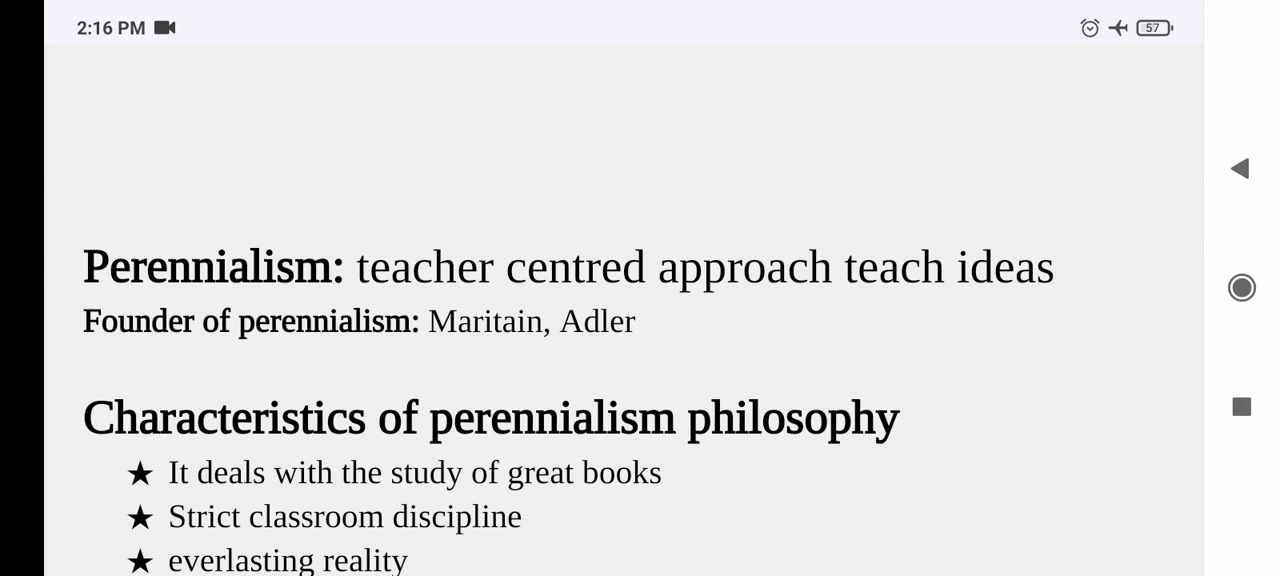 2:16 PM
57
Perennialism: teacher centred approach teach ideas
Founder of perennialism: Maritain, Adler
Characteristics of perennialism philosophy
★ It deals with the study of great books
★ Strict classroom discipline
★ everlasting reality